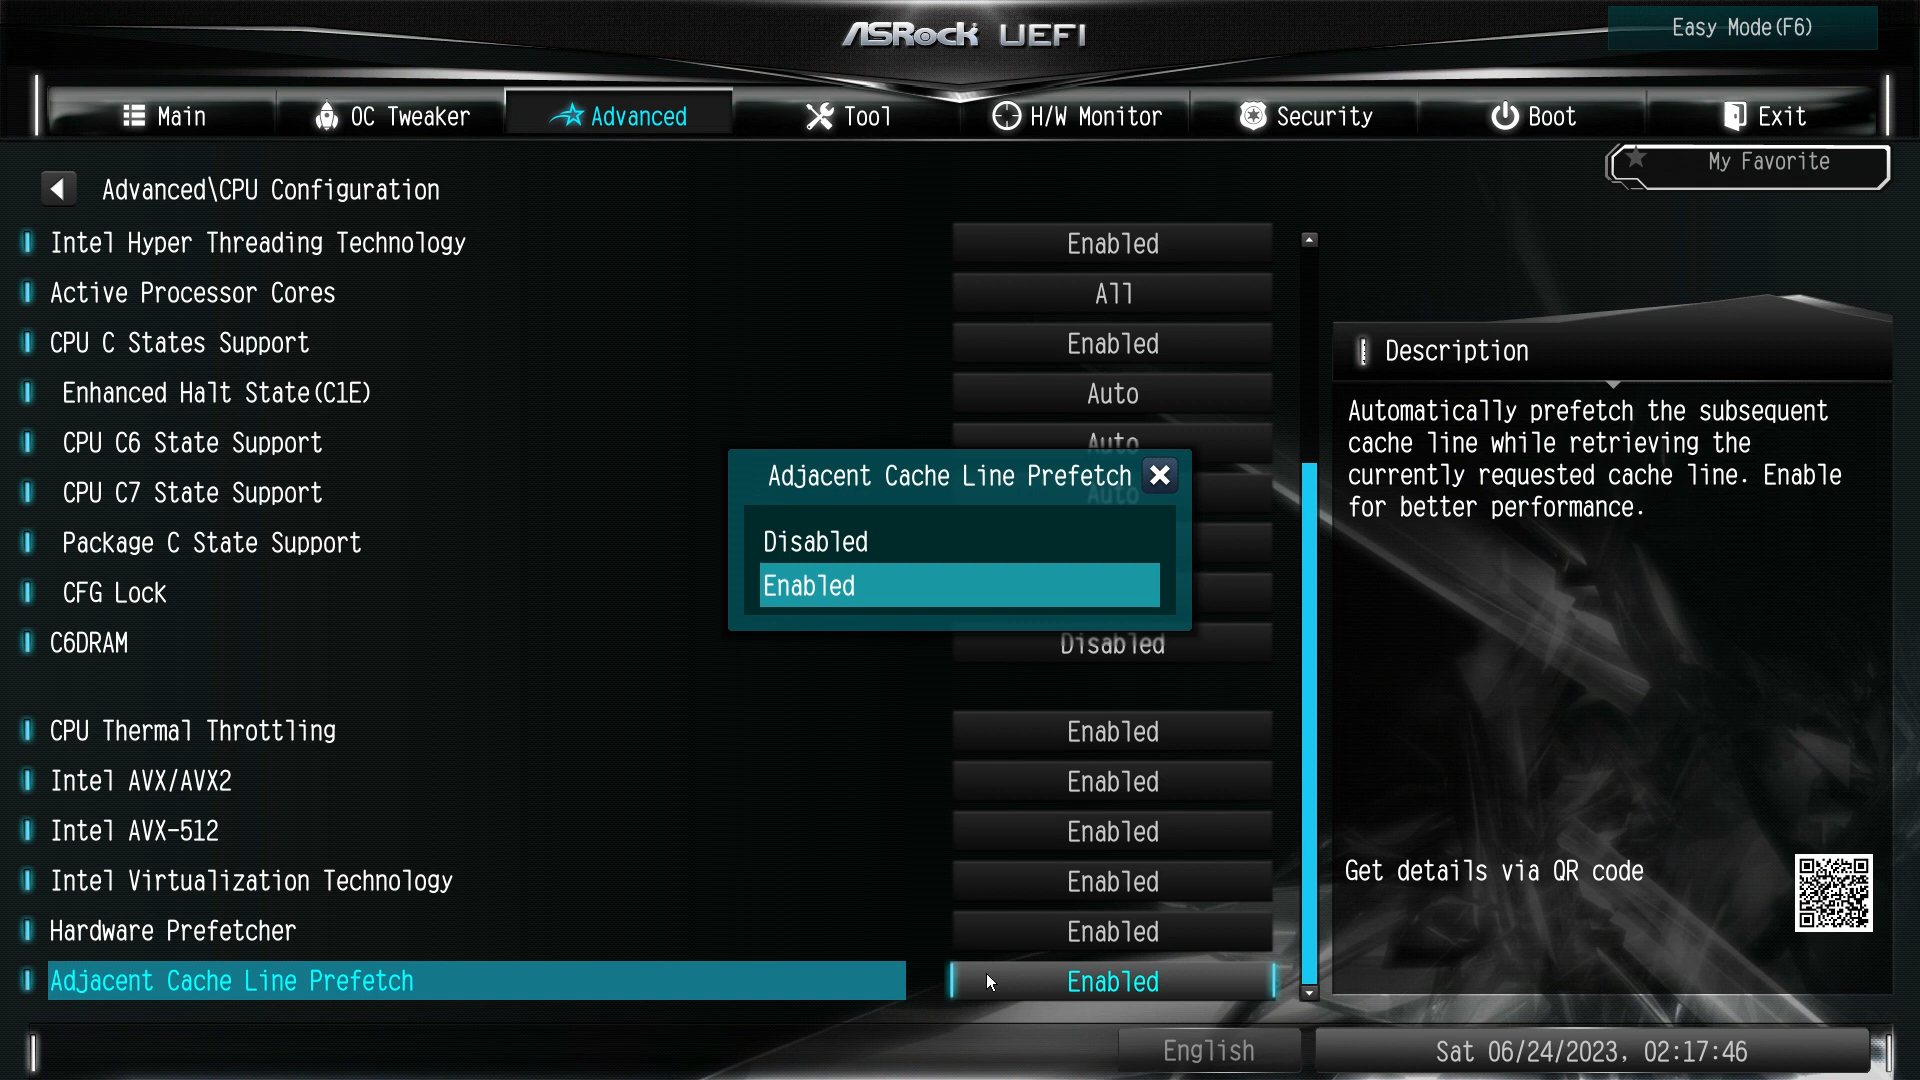 ASRock UEFI
Easy Mode(F6)
Main
OC Tweaker
Advanced
Tool
H/W Monitor
Security
Boot
Exit
My Favorite
Advanced\CPU Configuration
Intel Hyper Threading Technology Enabled
Active Processor Cores All
CPU C States Support Enabled
Enhanced Halt State(C1E) Auto
CPU C6 State Support Auto
CPU C7 State Support Auto
Package C State Support
CFG Lock
C6DRAM Disabled
CPU Thermal Throttling Enabled
Intel AVX/AVX2 Enabled
Intel AVX-512 Enabled
Intel Virtualization Technology Enabled
Hardware Prefetcher Enabled
Adjacent Cache Line Prefetch Enabled
Adjacent Cache Line Prefetch
Disabled
Enabled
Description
Automatically prefetch the subsequent
cache line while retrieving the
currently requested cache line. Enable
for better performance.
Get details via QR code
English
Sat 06/24/2023, 02:17:46